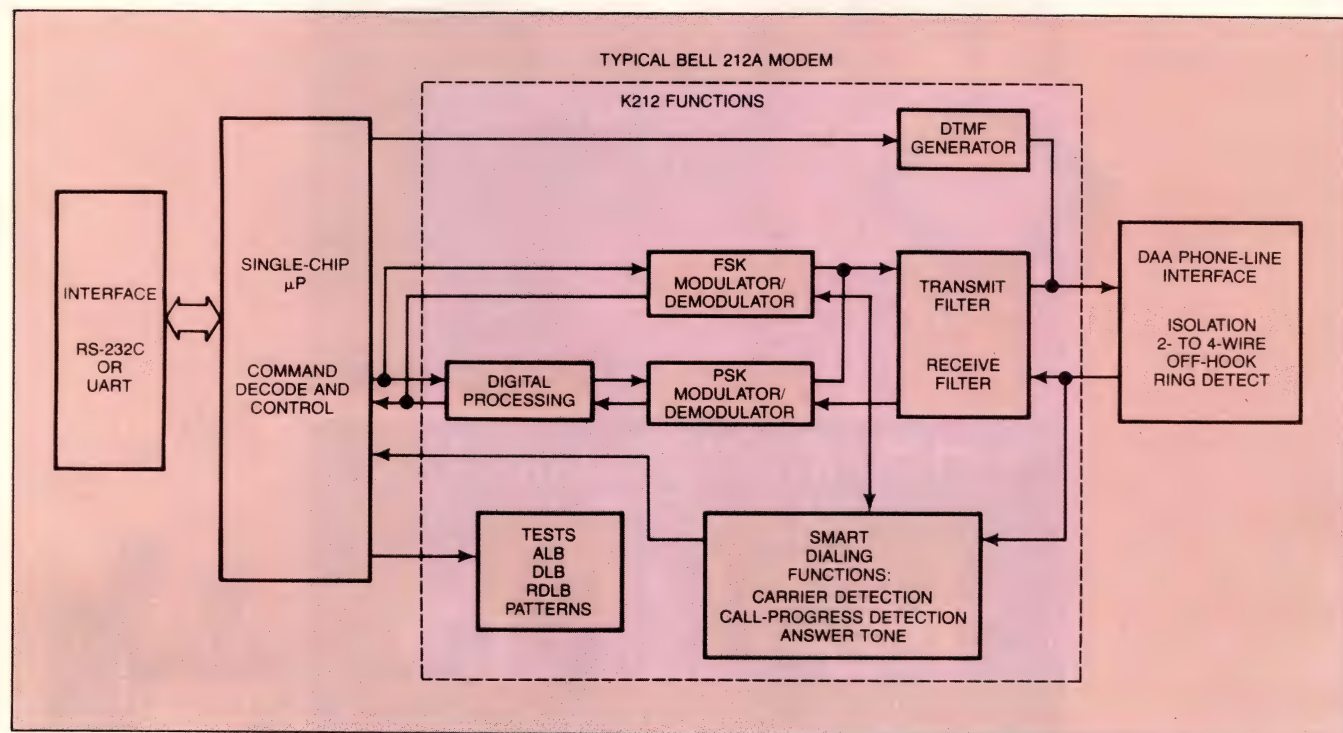 TYPICAL BELL 212A MODEM
K212 FUNCTIONS
DTMF
GENERATOR
INTERFACE
RS-232C
OR
UART
SINGLE-CHIP
µP
COMMAND
DECODE AND
CONTROL
FSK
MODULATOR/
DEMODULATOR
DIGITAL
PROCESSING
PSK
MODULATOR/
DEMODULATOR
TRANSMIT
FILTER
RECEIVE
FILTER
DAA PHONE-LINE
INTERFACE
ISOLATION
2- TO 4-WIRE
OFF-HOOK
RING DETECT
TESTS
ALB
DLB
RDLB
PATTERNS
SMART
DIALING
FUNCTIONS:
CARRIER DETECTION
CALL-PROGRESS DETECTION
ANSWER TONE